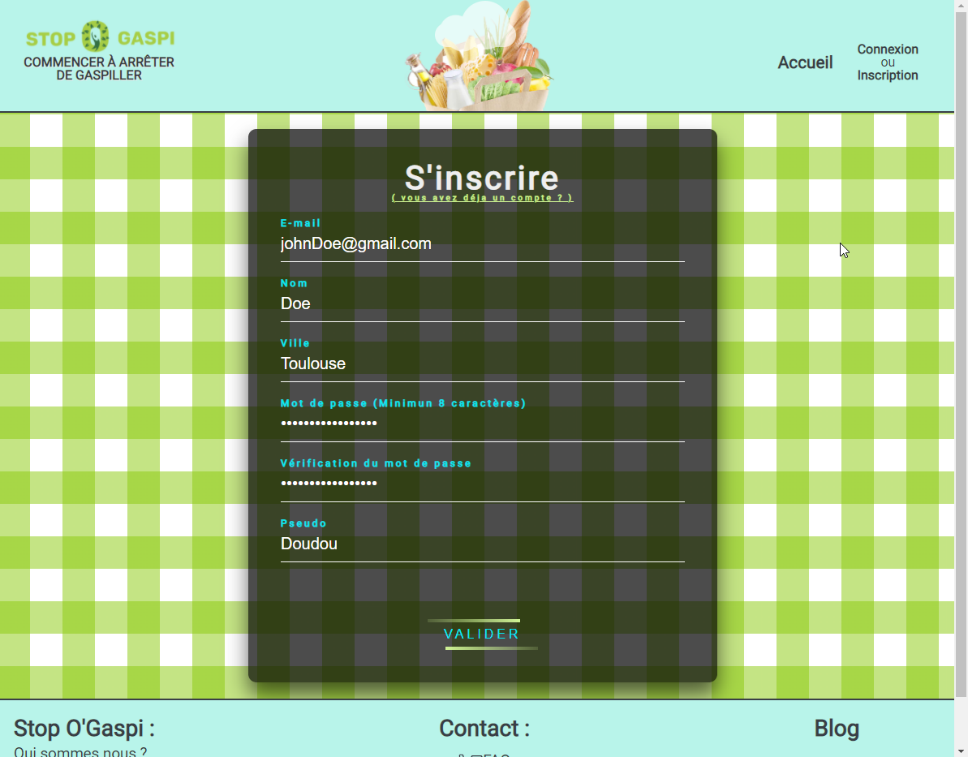 STOP O GASPI
COMMENCER À ARRÊTER
DE GASPILLER
Accueil
Connexion
ou
Inscription
S'inscrire
( vous avez déja un compte ? )
E-mail
johnDoe@gmail.com
Nom
Doe
Ville
Toulouse
Mot de passe (Minimun 8 caractères)
•••••••••••••••••
Vérification du mot de passe
•••••••••••••••••
Pseudo
Doudou
VALIDER
Stop O'Gaspi :
Contact :
Blog
Qui sommes nous ?
FAQ